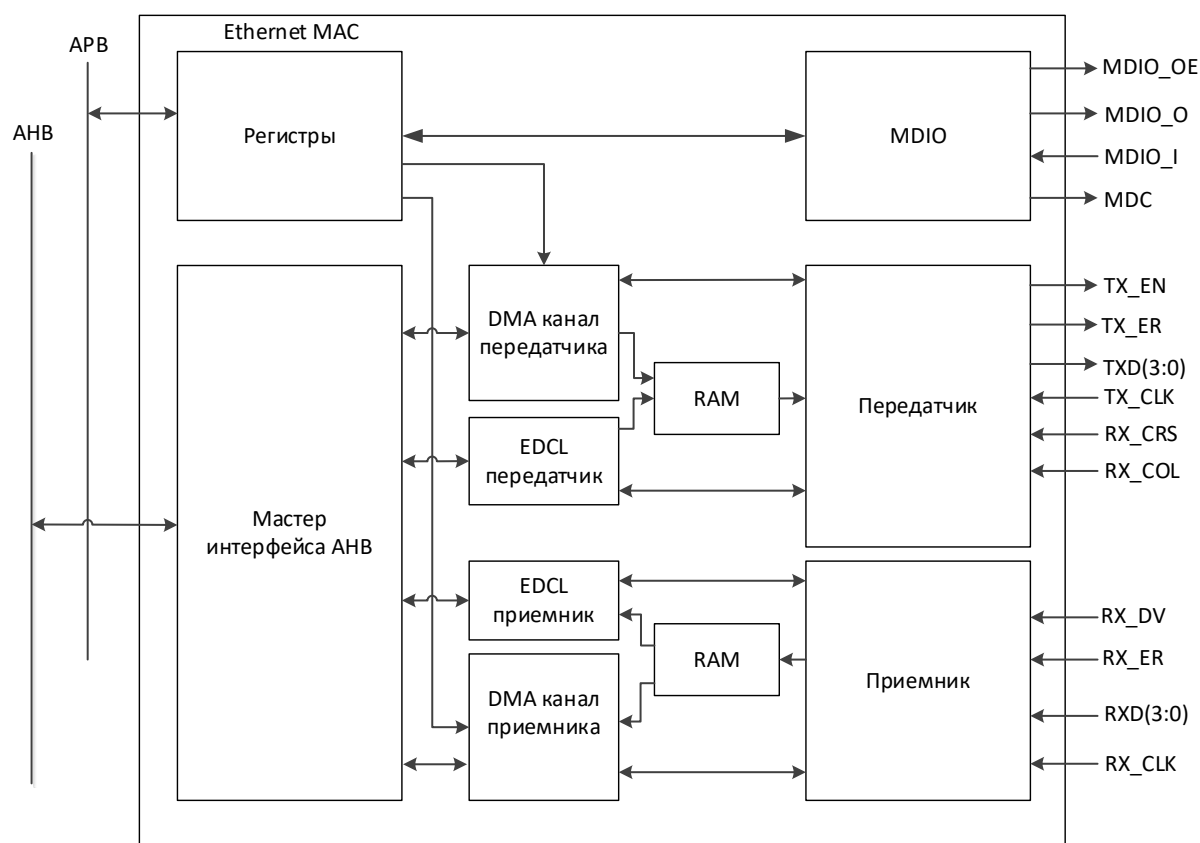 Ethernet MAC
APB
AHB
Регистры
MDIO
MDIO_OE
MDIO_O
MDIO_I
MDC
DMA канал
передатчика
RAM
EDCL
передатчик
Передатчик
TX_EN
TX_ER
TXD(3:0)
TX_CLK
RX_CRS
RX_COL
Мастер
интерфейса AHB
EDCL
приемник
RAM
DMA канал
приемника
Приемник
RX_DV
RX_ER
RXD(3:0)
RX_CLK